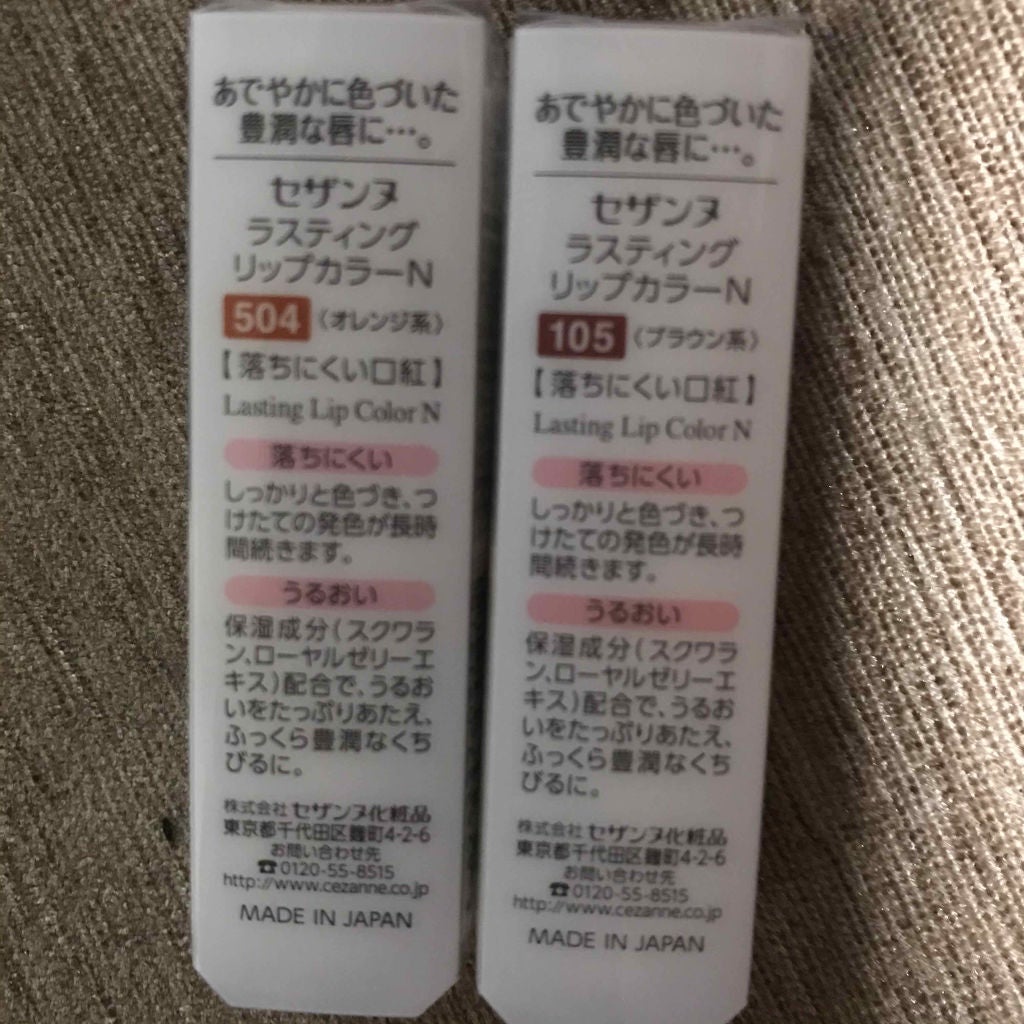 あでやかに色づいた
豊潤な唇に…。
セザンヌ
ラスティング
リップカラーN
504 〈オレンジ系〉
【落ちにくい口紅】
Lasting Lip Color N
落ちにくい
しっかりと色づき、つ
けたての発色が長時
間続きます。
うるおい
保湿成分(スクワラ
ン、ローヤルゼリーエ
キス)配合で、うるお
いをたっぷりあたえ、
ふっくら豊潤なくち
びるに。
株式会社 セザンヌ化粧品
東京都千代田区麹町4-2-6
お問い合わせ先
☎0120-55-8515
http://www.cezanne.co.jp
MADE IN JAPAN
あでやかに色づいた
豊潤な唇に…。
セザンヌ
ラスティング
リップカラーN
105 〈ブラウン系〉
【落ちにくい口紅】
Lasting Lip Color N
落ちにくい
しっかりと色づき、つ
けたての発色が長時
間続きます。
うるおい
保湿成分(スクワラ
ン、ローヤルゼリーエ
キス)配合で、うるお
いをたっぷりあたえ、
ふっくら豊潤なくち
びるに。
株式会社 セザンヌ化粧品
東京都千代田区麹町4-2-6
お問い合わせ先
☎0120-55-8515
http://www.cezanne.co.jp
MADE IN JAPAN